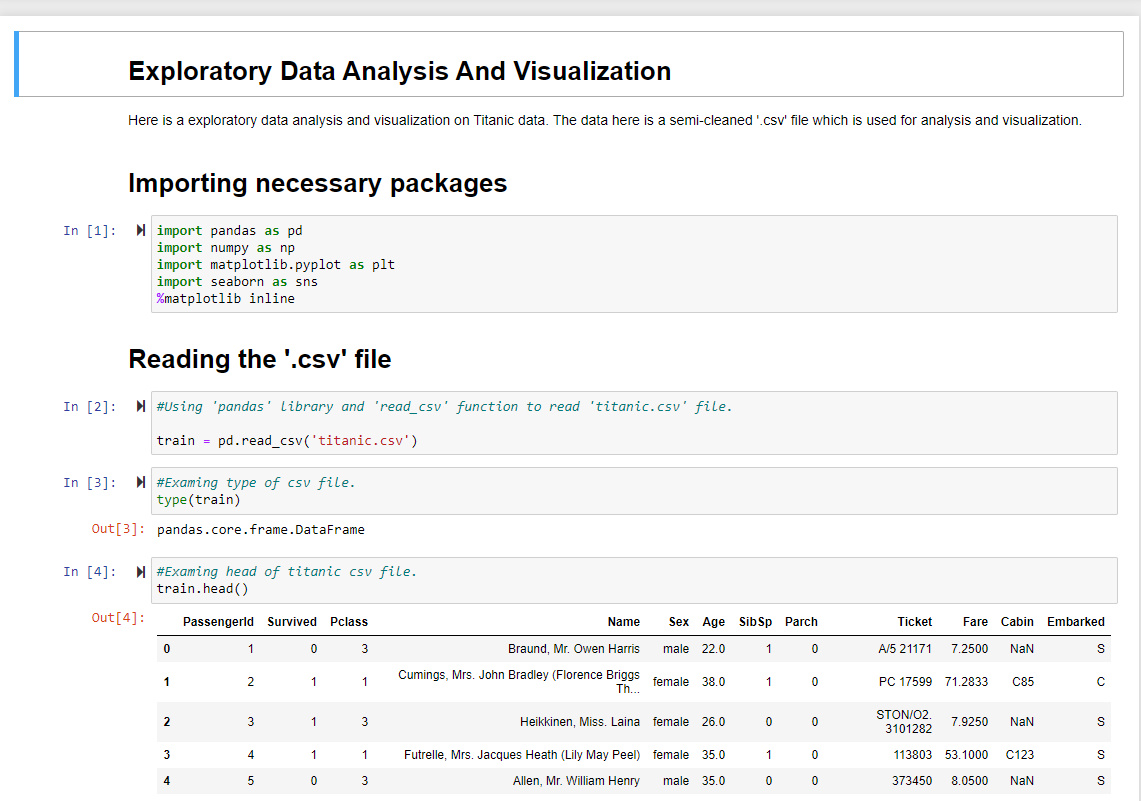 Exploratory Data Analysis And Visualization
Here is a exploratory data analysis and visualization on Titanic data. The data here is a semi-cleaned '.csv' file which is used for analysis and visualization.
Importing necessary packages
In [1]:
import pandas as pd
import numpy as np
import matplotlib.pyplot as plt
import seaborn as sns
%matplotlib inline
Reading the '.csv' file
In [2]:
#Using 'pandas' library and 'read_csv' function to read 'titanic.csv' file.
train = pd.read_csv('titanic.csv')
In [3]:
#Examing type of csv file.
type(train)
Out[3]: pandas.core.frame.DataFrame
In [4]:
#Examing head of titanic csv file.
train.head()
Out[4]:
PassengerId Survived Pclass Name Sex Age SibSp Parch Ticket Fare Cabin Embarked
0 1 0 3 Braund, Mr. Owen Harris male 22.0 1 0 A/5 21171 7.2500 NaN S
1 2 1 1 Cumings, Mrs. John Bradley (Florence Briggs
Th... female 38.0 1 0 PC 17599 71.2833 C85 C
2 3 1 3 Heikkinen, Miss. Laina female 26.0 0 0 STON/O2.
3101282 7.9250 NaN S
3 4 1 1 Futrelle, Mrs. Jacques Heath (Lily May Peel) female 35.0 1 0 113803 53.1000 C123 S
4 5 0 3 Allen, Mr. William Henry male 35.0 0 0 373450 8.0500 NaN S